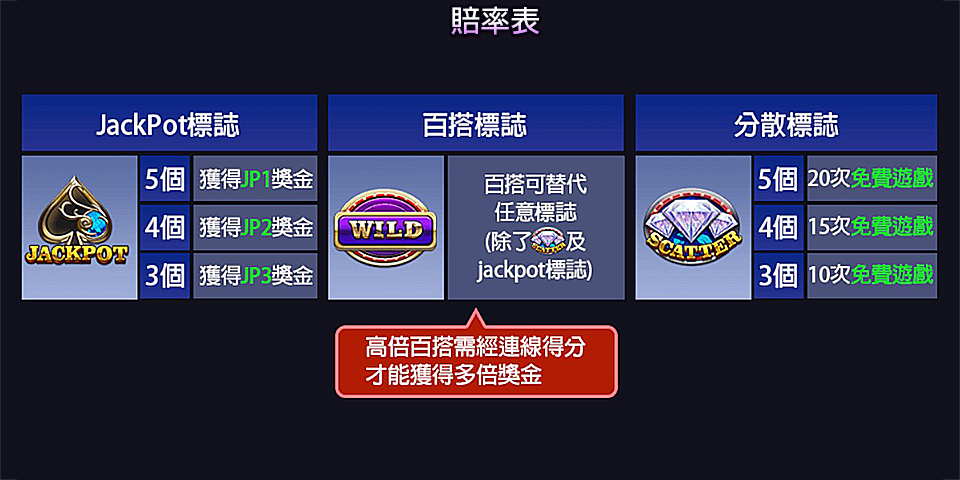 賠率表
JackPot標誌
JACKPOT
5個 獲得JP1獎金
4個 獲得JP2獎金
3個 獲得JP3獎金
百搭標誌
WILD
百搭可替代
任意標誌
(除了SCATTER及
jackpot標誌)
高倍百搭需經連線得分
才能獲得多倍獎金
分散標誌
SCATTER
5個 20次免費遊戲
4個 15次免費遊戲
3個 10次免費遊戲